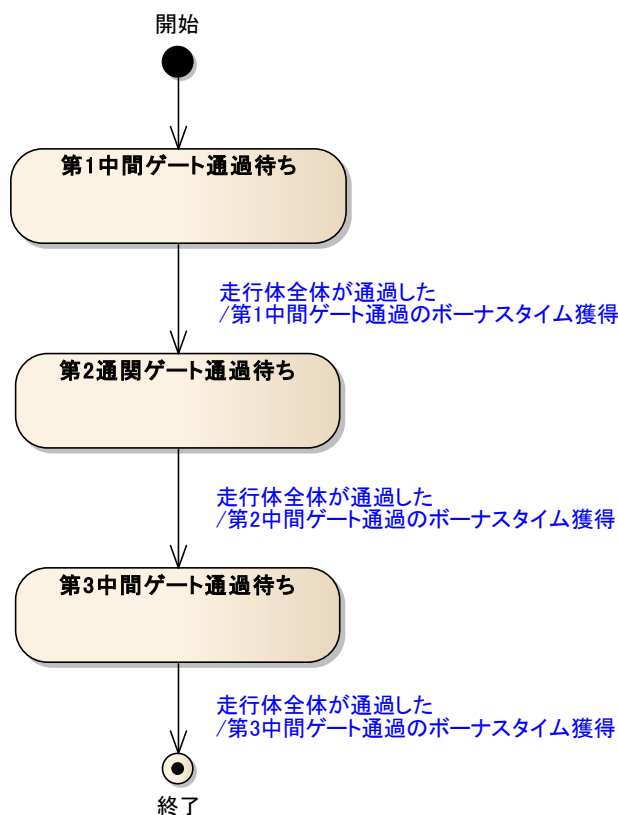 開始
第1中間ゲート通過待ち
走行体全体が通過した
/第1中間ゲート通過のボーナスタイム獲得
第2通関ゲート通過待ち
走行体全体が通過した
/第2中間ゲート通過のボーナスタイム獲得
第3中間ゲート通過待ち
走行体全体が通過した
/第3中間ゲート通過のボーナスタイム獲得
終了